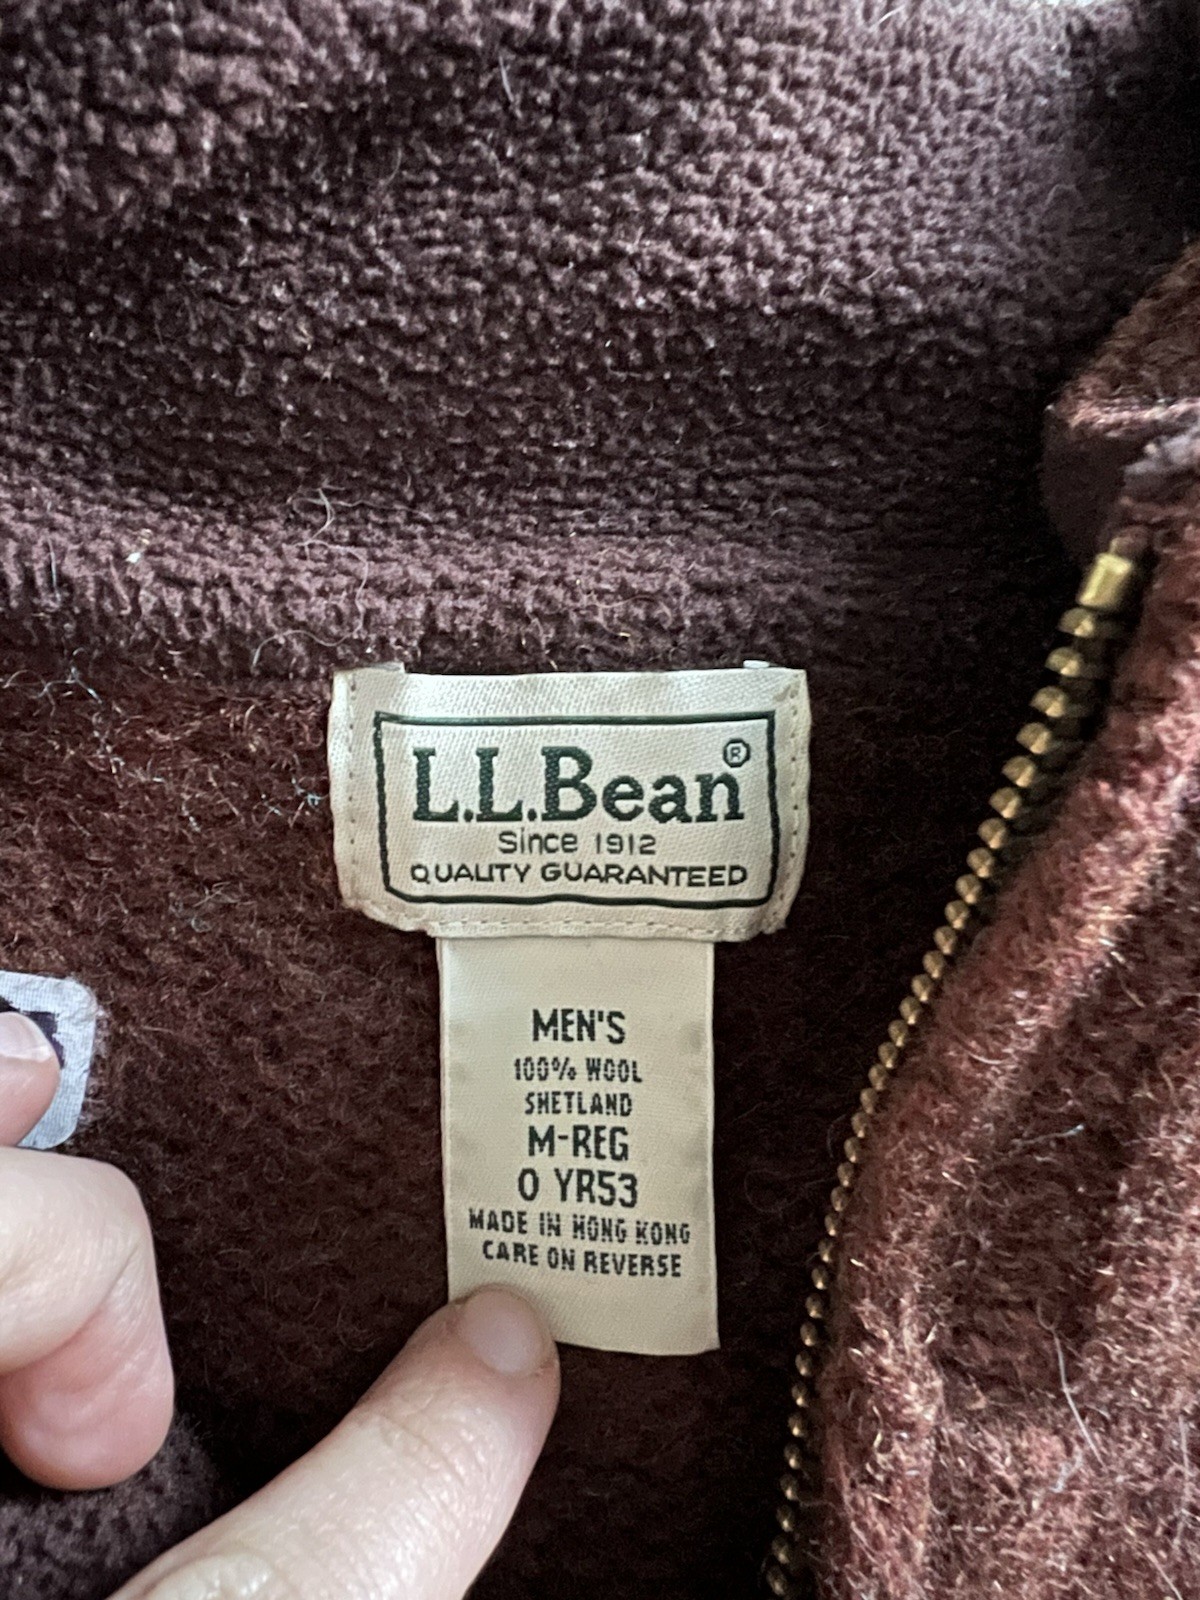 L.L.Bean®
Since 1912
QUALITY GUARANTEED
MEN'S
100% WOOL
SHETLAND
M-REG
0 YR53
MADE IN HONG KONG
CARE ON REVERSE